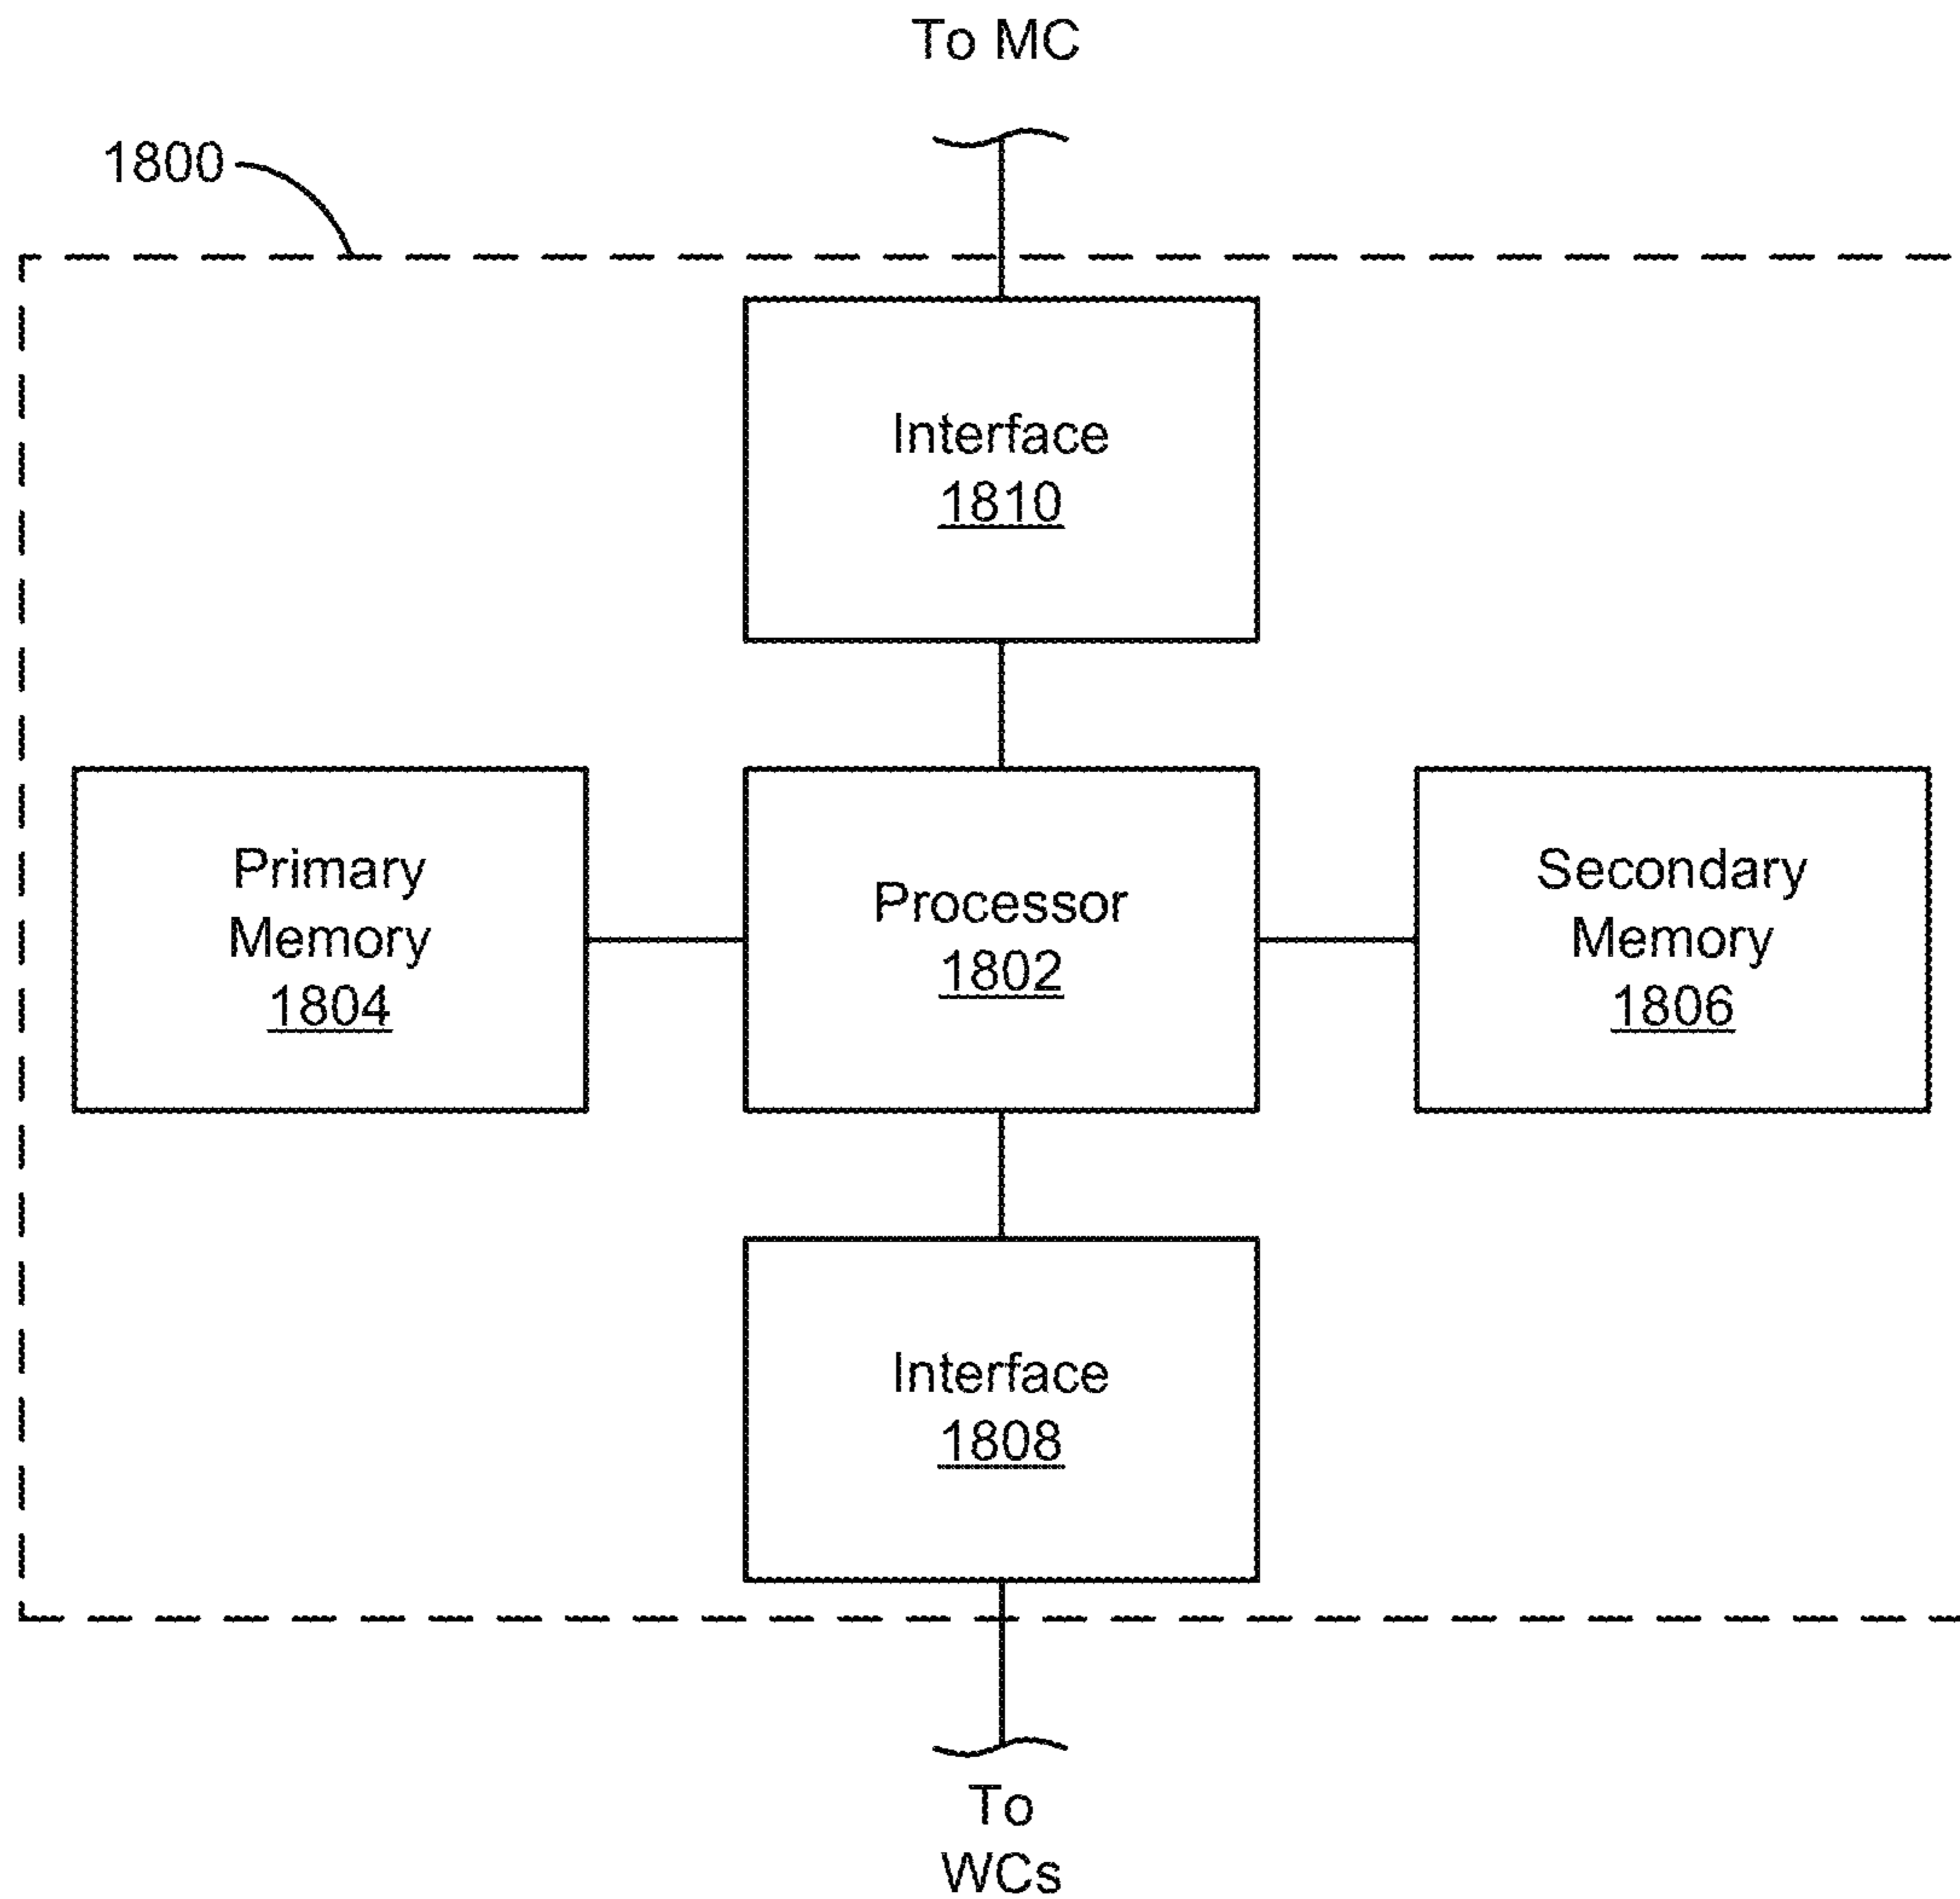 To MC
1800
Interface
1810
Primary
Memory
1804
Processor
1802
Secondary
Memory
1806
Interface
1808
To
WCs